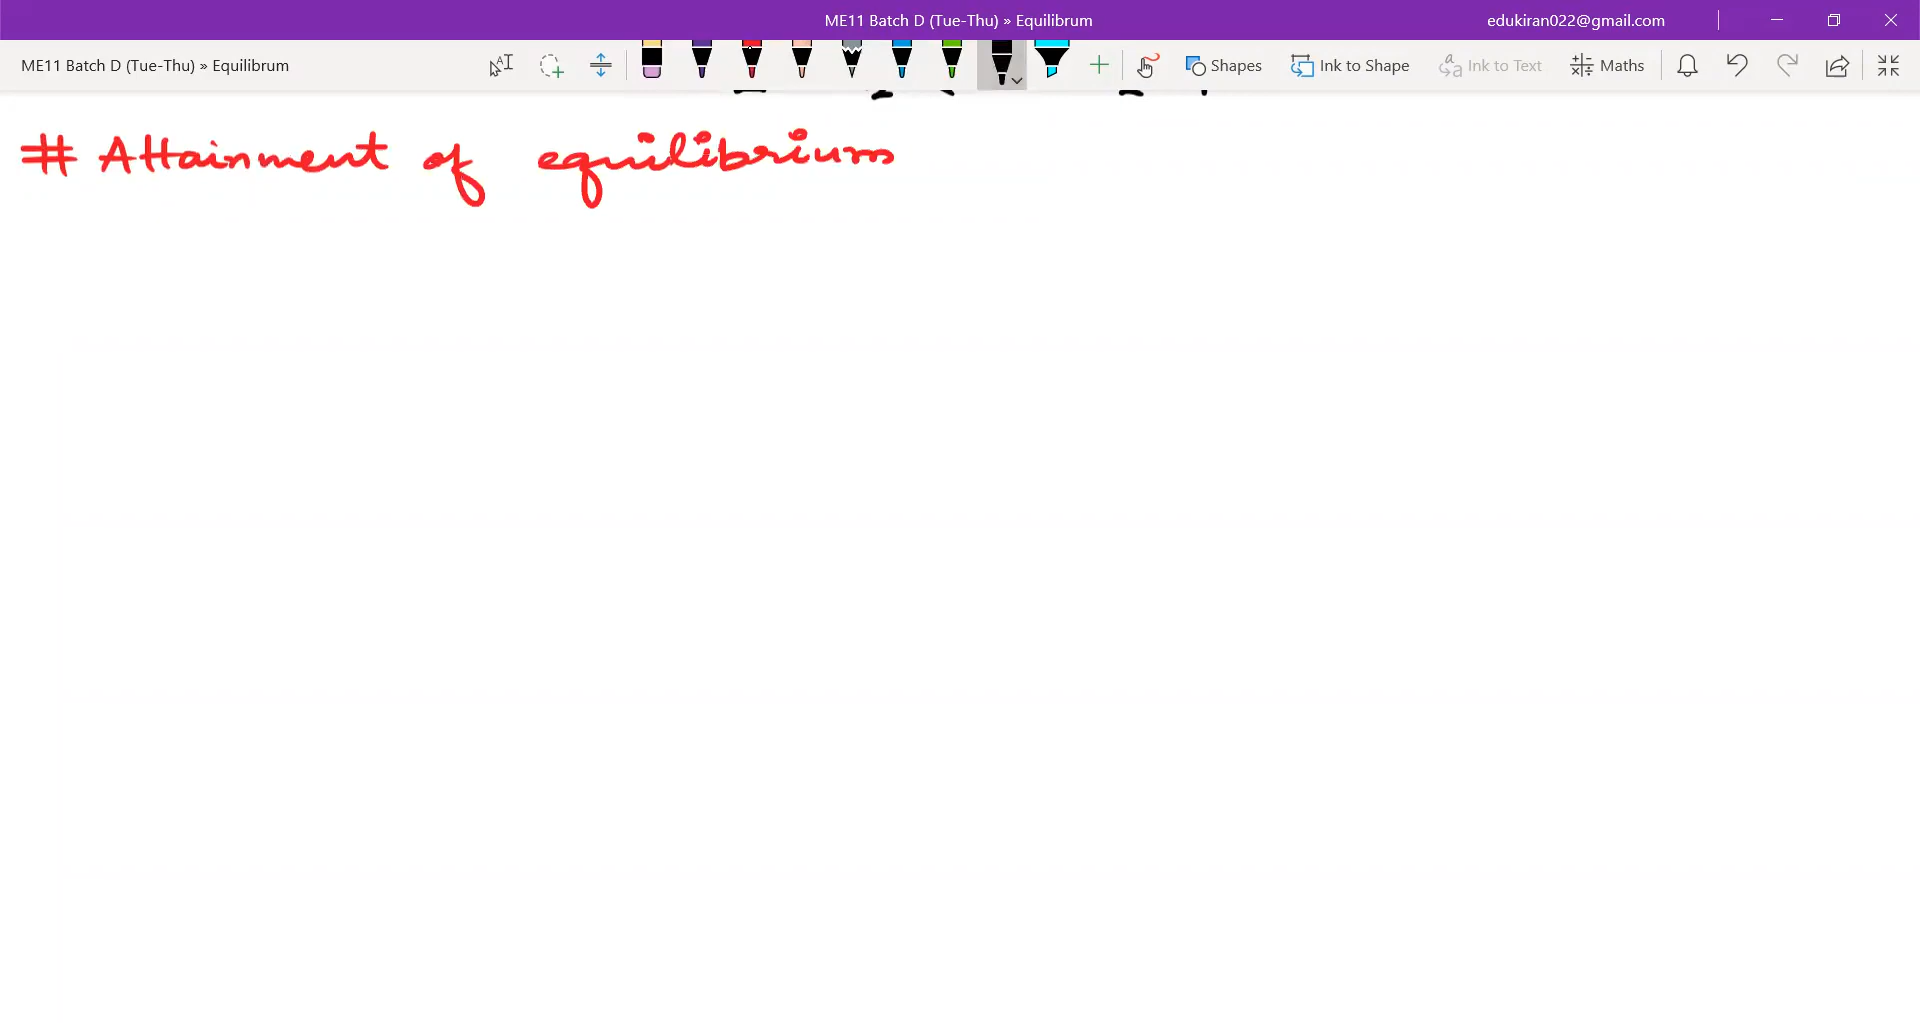 ME11 Batch D (Tue-Thu) » Equilibrum
edukiran022@gmail.com
ME11 Batch D (Tue-Thu) » Equilibrum
Shapes
Ink to Shape
Ink to Text
Maths
# Attainment of equilibrium